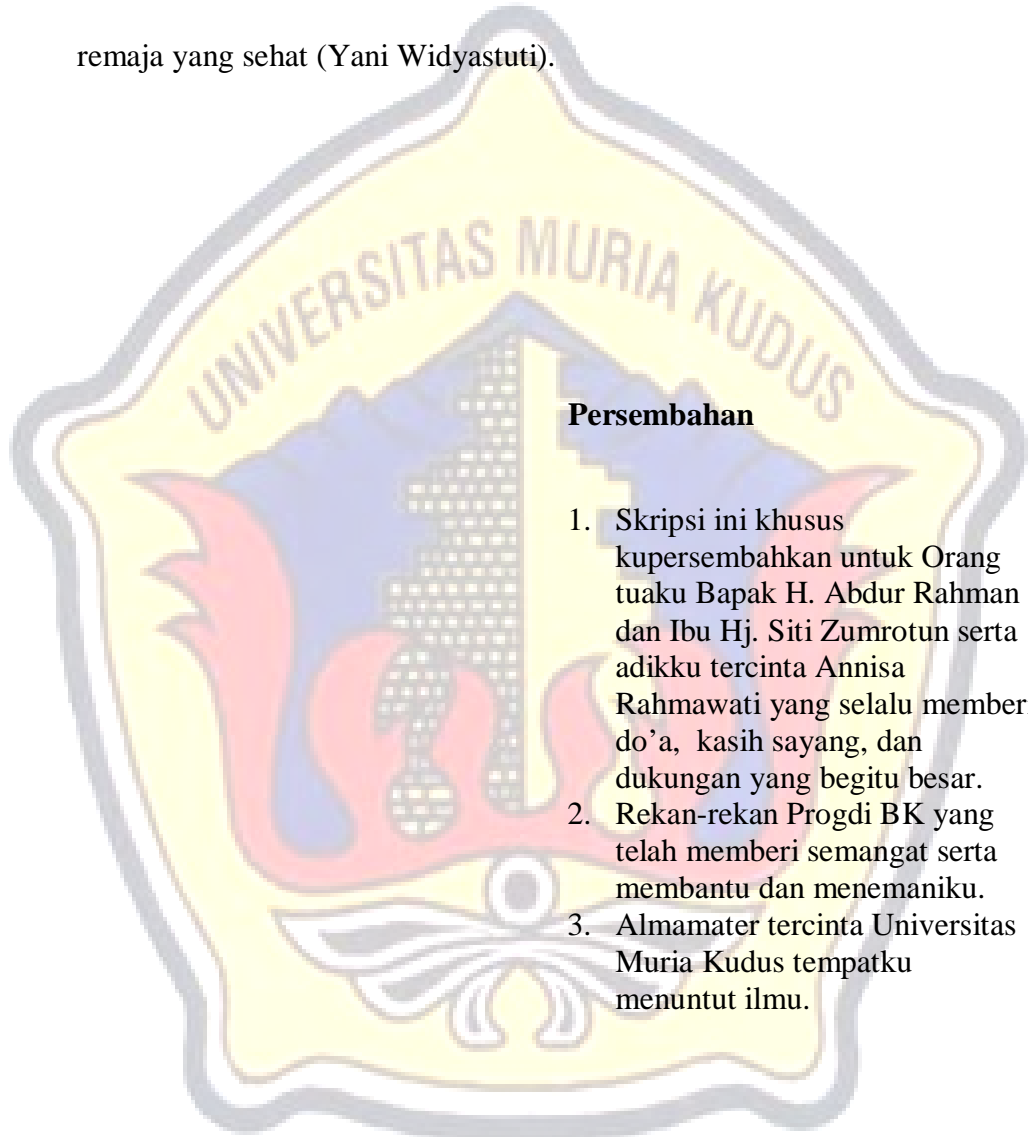 remaja yang sehat (Yani Widyastuti).
UNIVERSITAS MURIA KUDUS
Persembahan
1. Skripsi ini khusus
kupersembahkan untuk Orang
tuaku Bapak H. Abdur Rahman
dan Ibu Hj. Siti Zumrotun serta
adikku tercinta Annisa
Rahmawati yang selalu memberi
do’a, kasih sayang, dan
dukungan yang begitu besar.
2. Rekan-rekan Progdi BK yang
telah memberi semangat serta
membantu dan menemaniku.
3. Almamater tercinta Universitas
Muria Kudus tempatku
menuntut ilmu.